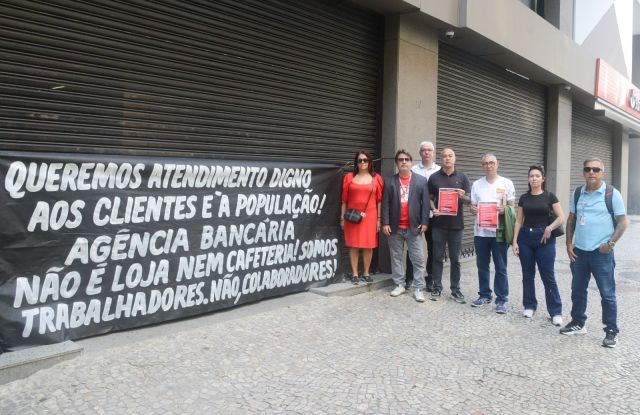 QUEREMOS ATENDIMENTO DIGNO
AOS CLIENTES E À POPULAÇÃO!
AGÊNCIA BANCÁRIA
NÃO É LOJA NEM CAFETERIA! SOMOS
TRABALHADORES. NÃO, COLABORADORES!